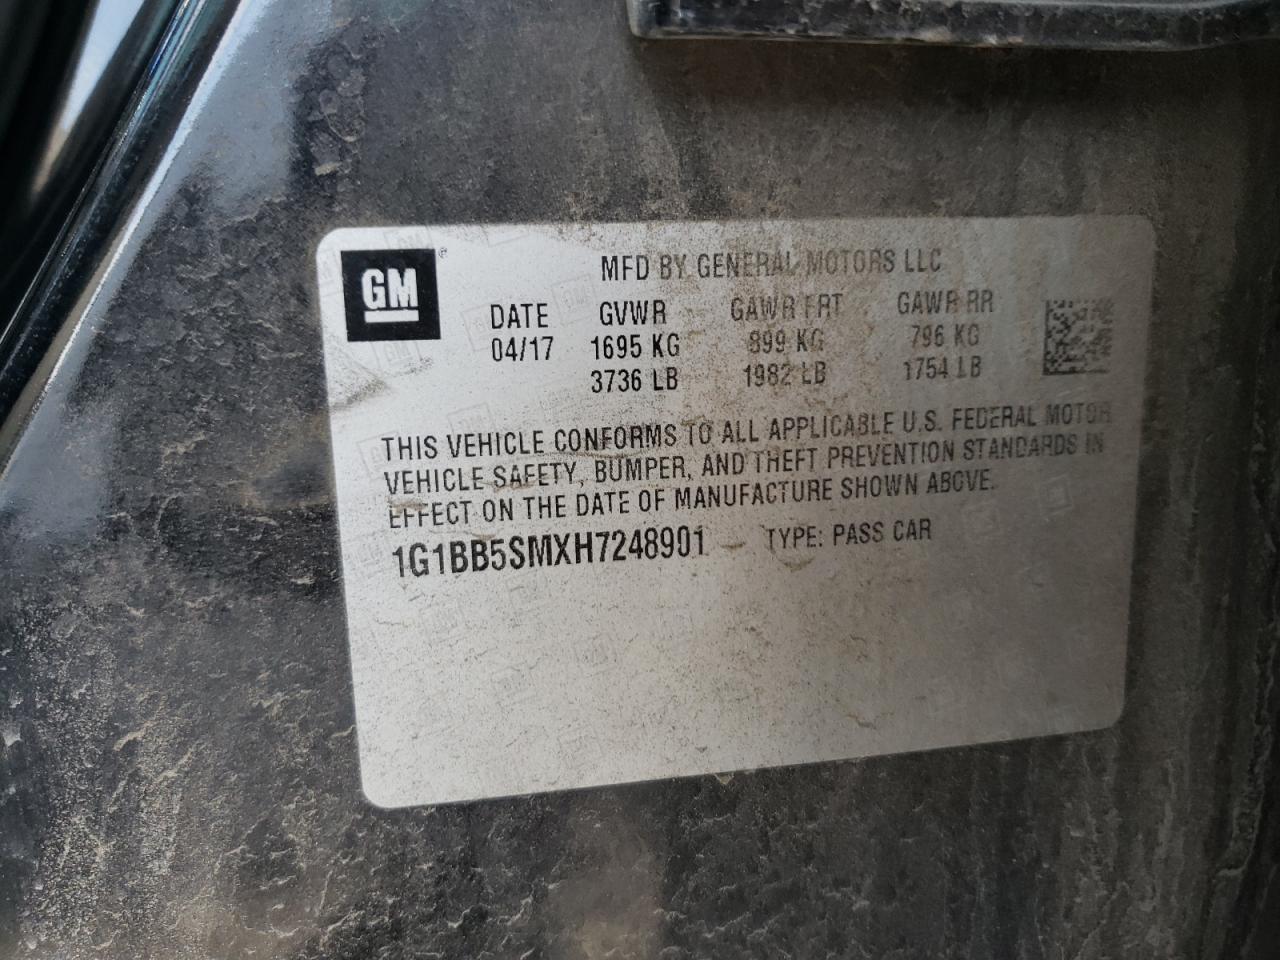 GM ®
MFD BY GENERAL MOTORS LLC
DATE GVWR GAWR FRT GAWR RR
04/17 1695 KG 899 KG 796 KG
3736 LB 1982 LB 1754 LB
THIS VEHICLE CONFORMS TO ALL APPLICABLE U.S. FEDERAL MOTOR
VEHICLE SAFETY, BUMPER, AND THEFT PREVENTION STANDARDS IN
EFFECT ON THE DATE OF MANUFACTURE SHOWN ABOVE.
1G1BB5SMXH7248901 TYPE: PASS CAR